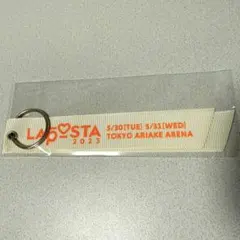 LAPOSTA
2023
5/30[TUE] 5/31[WED]
TOKYO ARIAKE ARENA